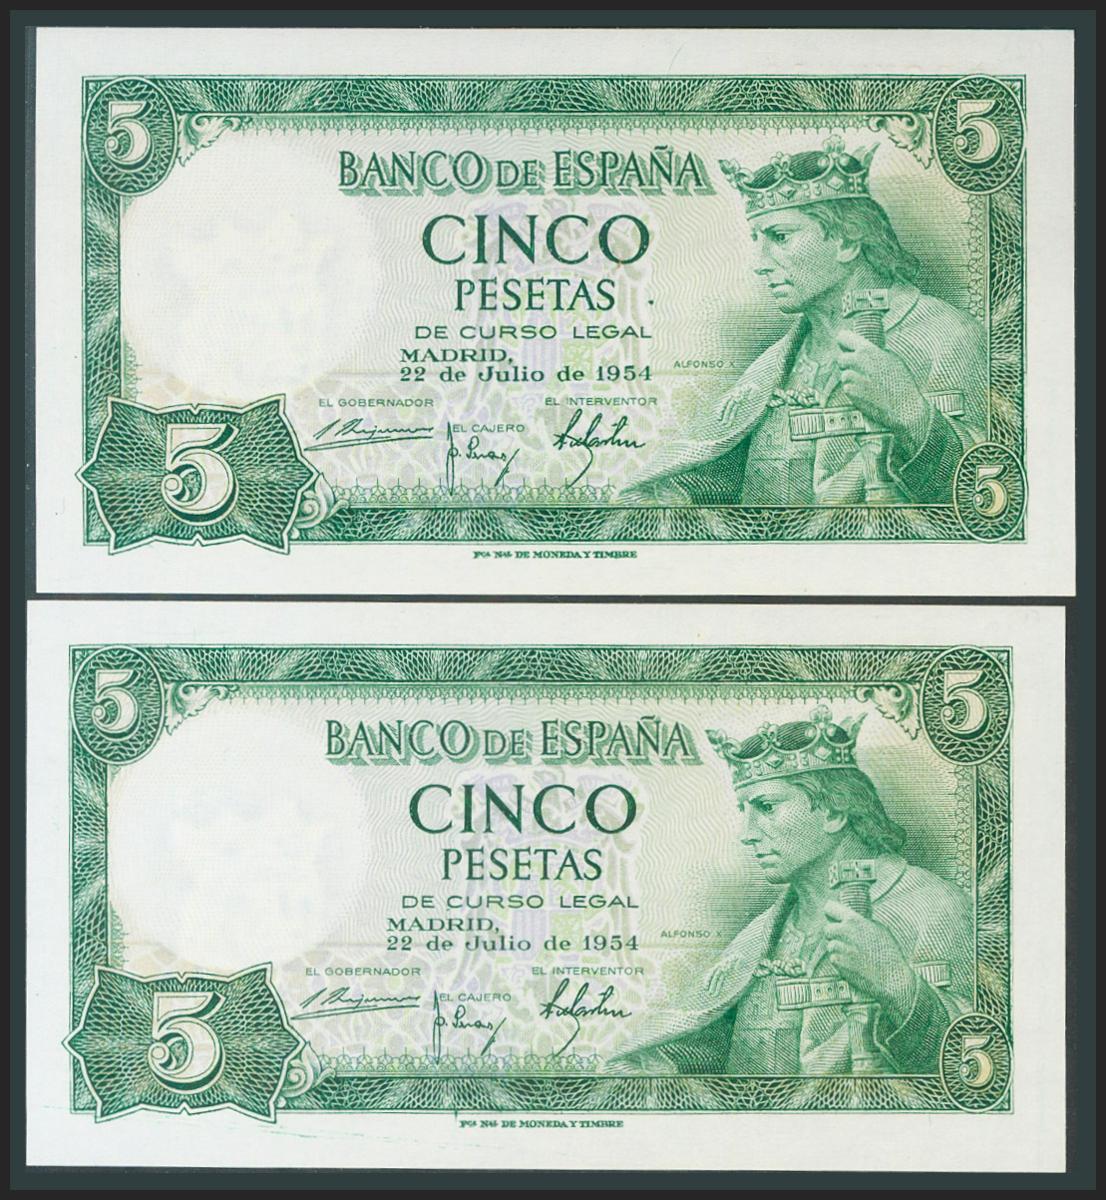 5 5
BANCO DE ESPAÑA
CINCO
PESETAS
DE CURSO LEGAL
MADRID,
22 de Julio de 1954
ALFONSO X
EL GOBERNADOR EL INTERVENTOR
EL CAJERO
5 5
Fca Nal DE MONEDA Y TIMBRE
5 5
BANCO DE ESPAÑA
CINCO
PESETAS
DE CURSO LEGAL
MADRID,
22 de Julio de 1954
ALFONSO X
EL GOBERNADOR EL INTERVENTOR
EL CAJERO
5 5
Fca Nal DE MONEDA Y TIMBRE